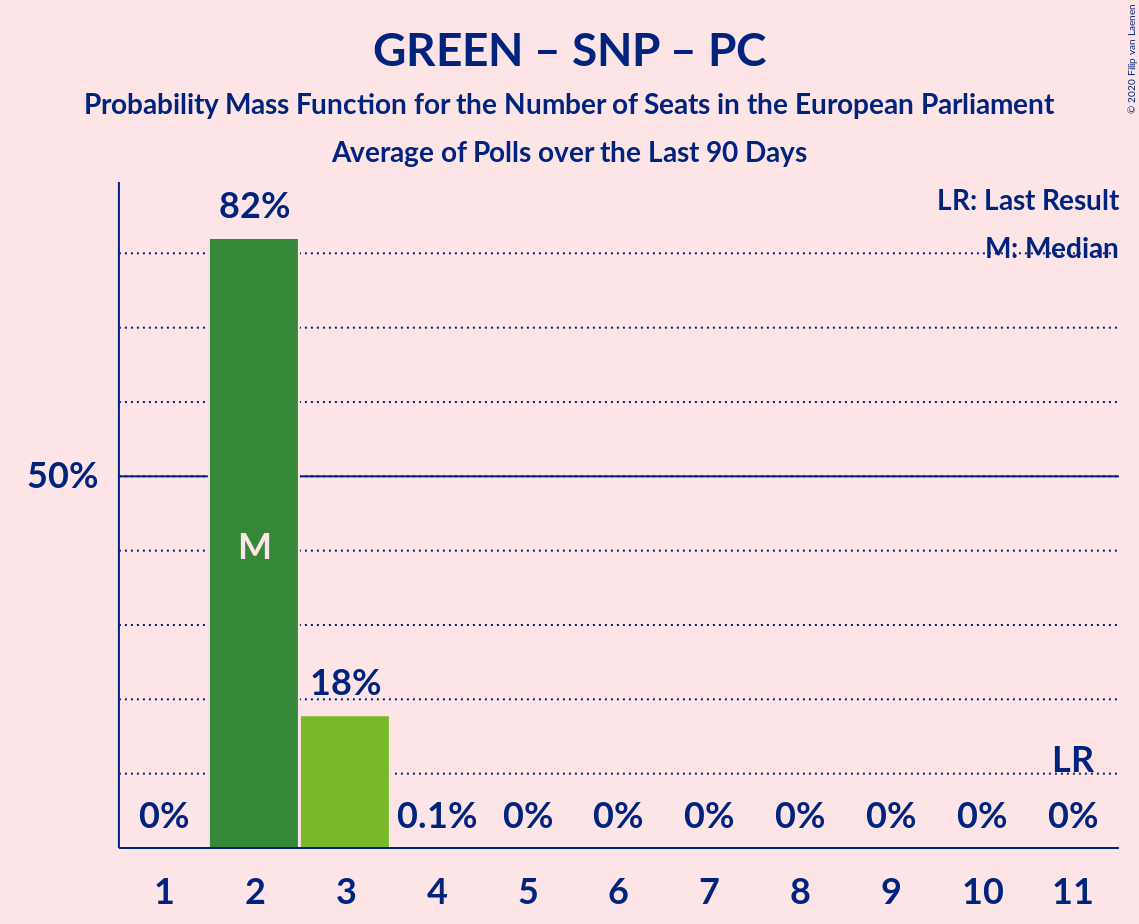 GREEN – SNP – PC
Probability Mass Function for the Number of Seats in the European Parliament
Average of Polls over the Last 90 Days
© 2020 Filip van Laenen
LR: Last Result
M: Median
82%
50%
M
18%
LR
0% 0.1% 0% 0% 0% 0% 0% 0% 0%
1 2 3 4 5 6 7 8 9 10 11